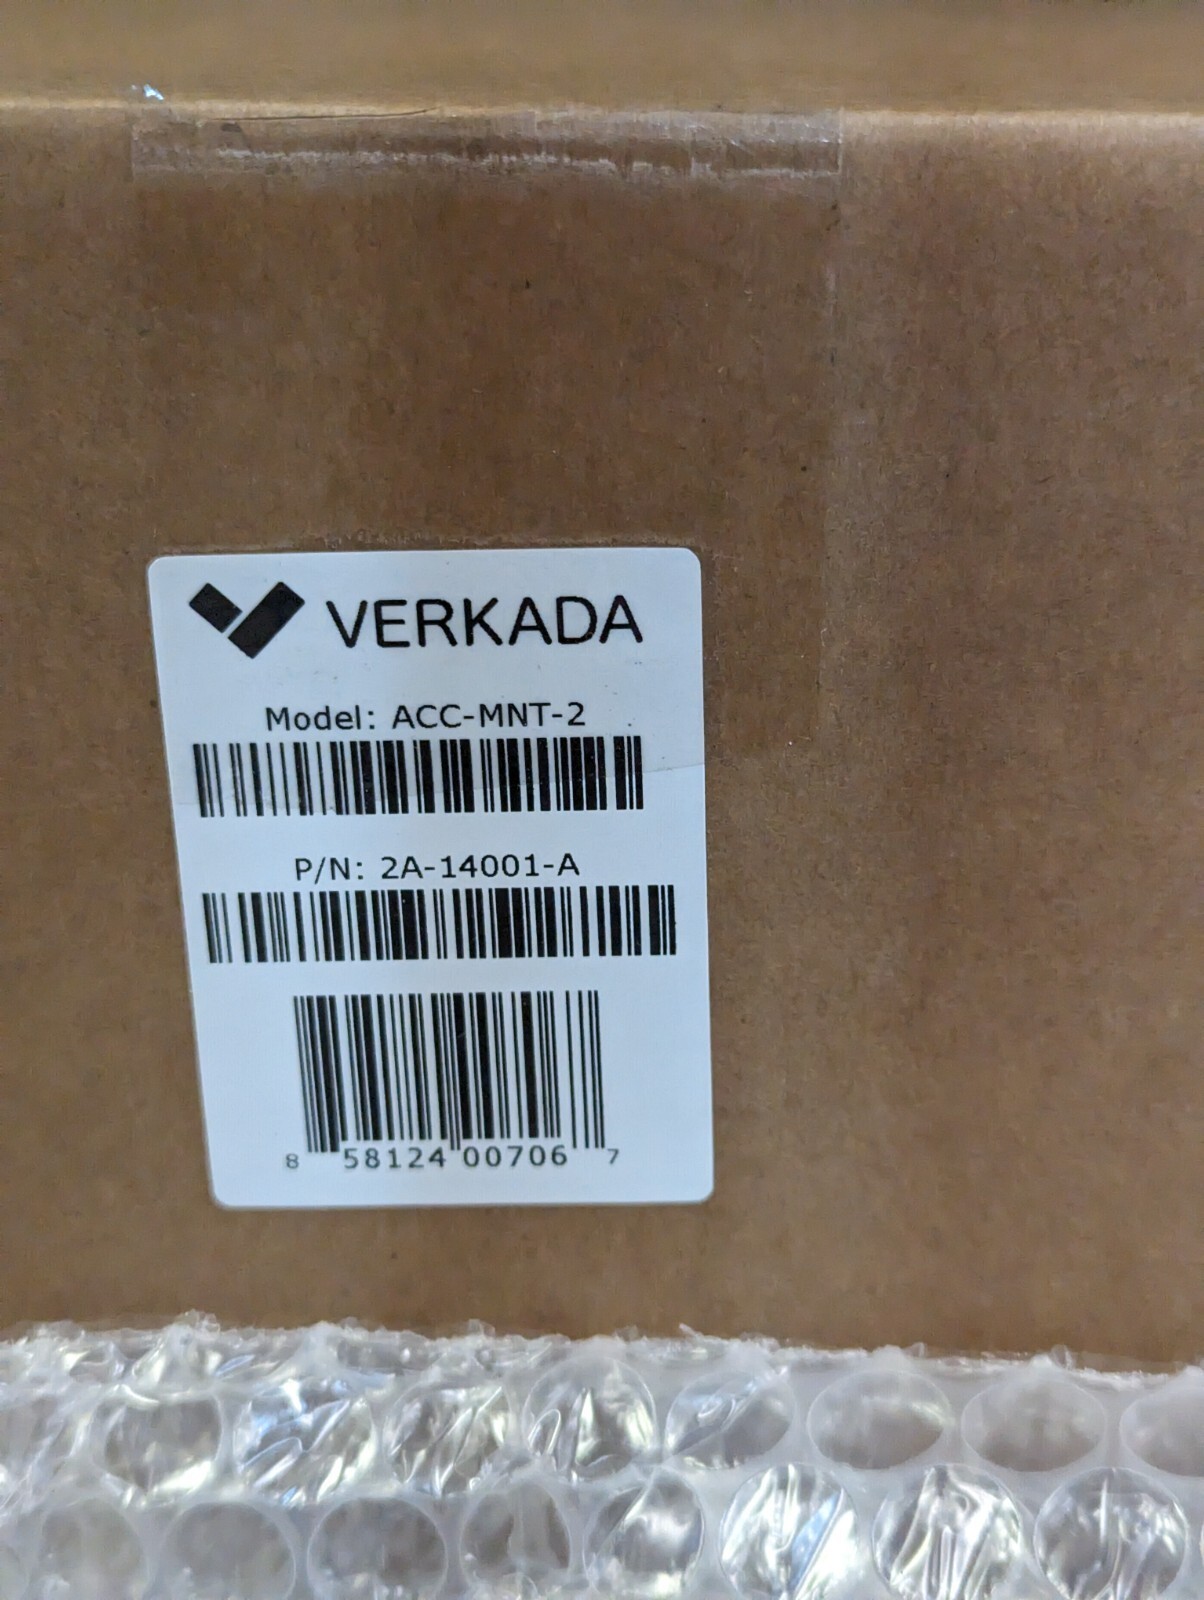 VERKADA
Model: ACC-MNT-2
P/N: 2A-14001-A
8 58124 00706 7